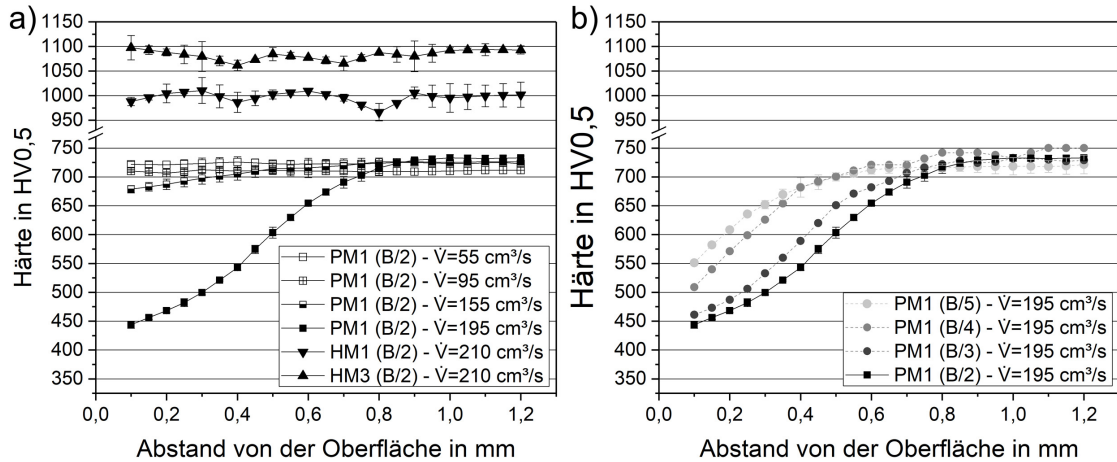 a)
Härte in HV0,5
1150
1100
1050
1000
950
750
700
650
600
550
500
450
400
350
PM1 (B/2) - V̇=55 cm³/s
PM1 (B/2) - V̇=95 cm³/s
PM1 (B/2) - V̇=155 cm³/s
PM1 (B/2) - V̇=195 cm³/s
HM1 (B/2) - V̇=210 cm³/s
HM3 (B/2) - V̇=210 cm³/s
0,0 0,2 0,4 0,6 0,8 1,0 1,2
Abstand von der Oberfläche in mm
b)
Härte in HV0,5
1150
1100
1050
1000
950
750
700
650
600
550
500
450
400
350
PM1 (B/5) - V̇=195 cm³/s
PM1 (B/4) - V̇=195 cm³/s
PM1 (B/3) - V̇=195 cm³/s
PM1 (B/2) - V̇=195 cm³/s
0,0 0,2 0,4 0,6 0,8 1,0 1,2
Abstand von der Oberfläche in mm